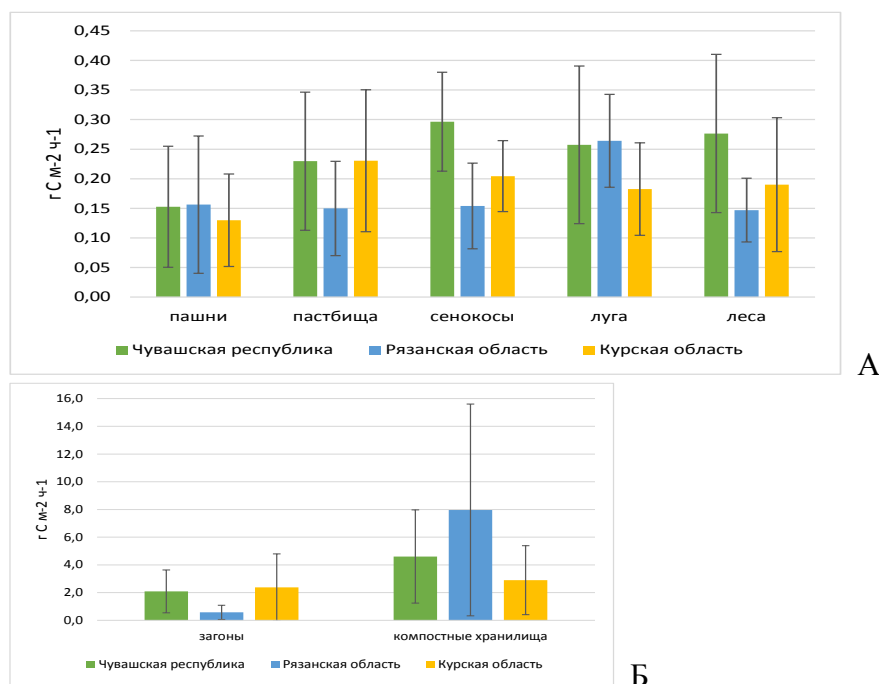 0,45
0,40
0,35
0,30
0,25
0,20
0,15
0,10
0,05
0,00
г С м-2 ч-1
пашни пастбища сенокосы луга леса
Чувашская республика Рязанская область Курская область
А
16,0
14,0
12,0
10,0
8,0
6,0
4,0
2,0
0,0
г С м-2 ч-1
загоны компостные хранилища
Чувашская республика Рязанская область Курская область
Б